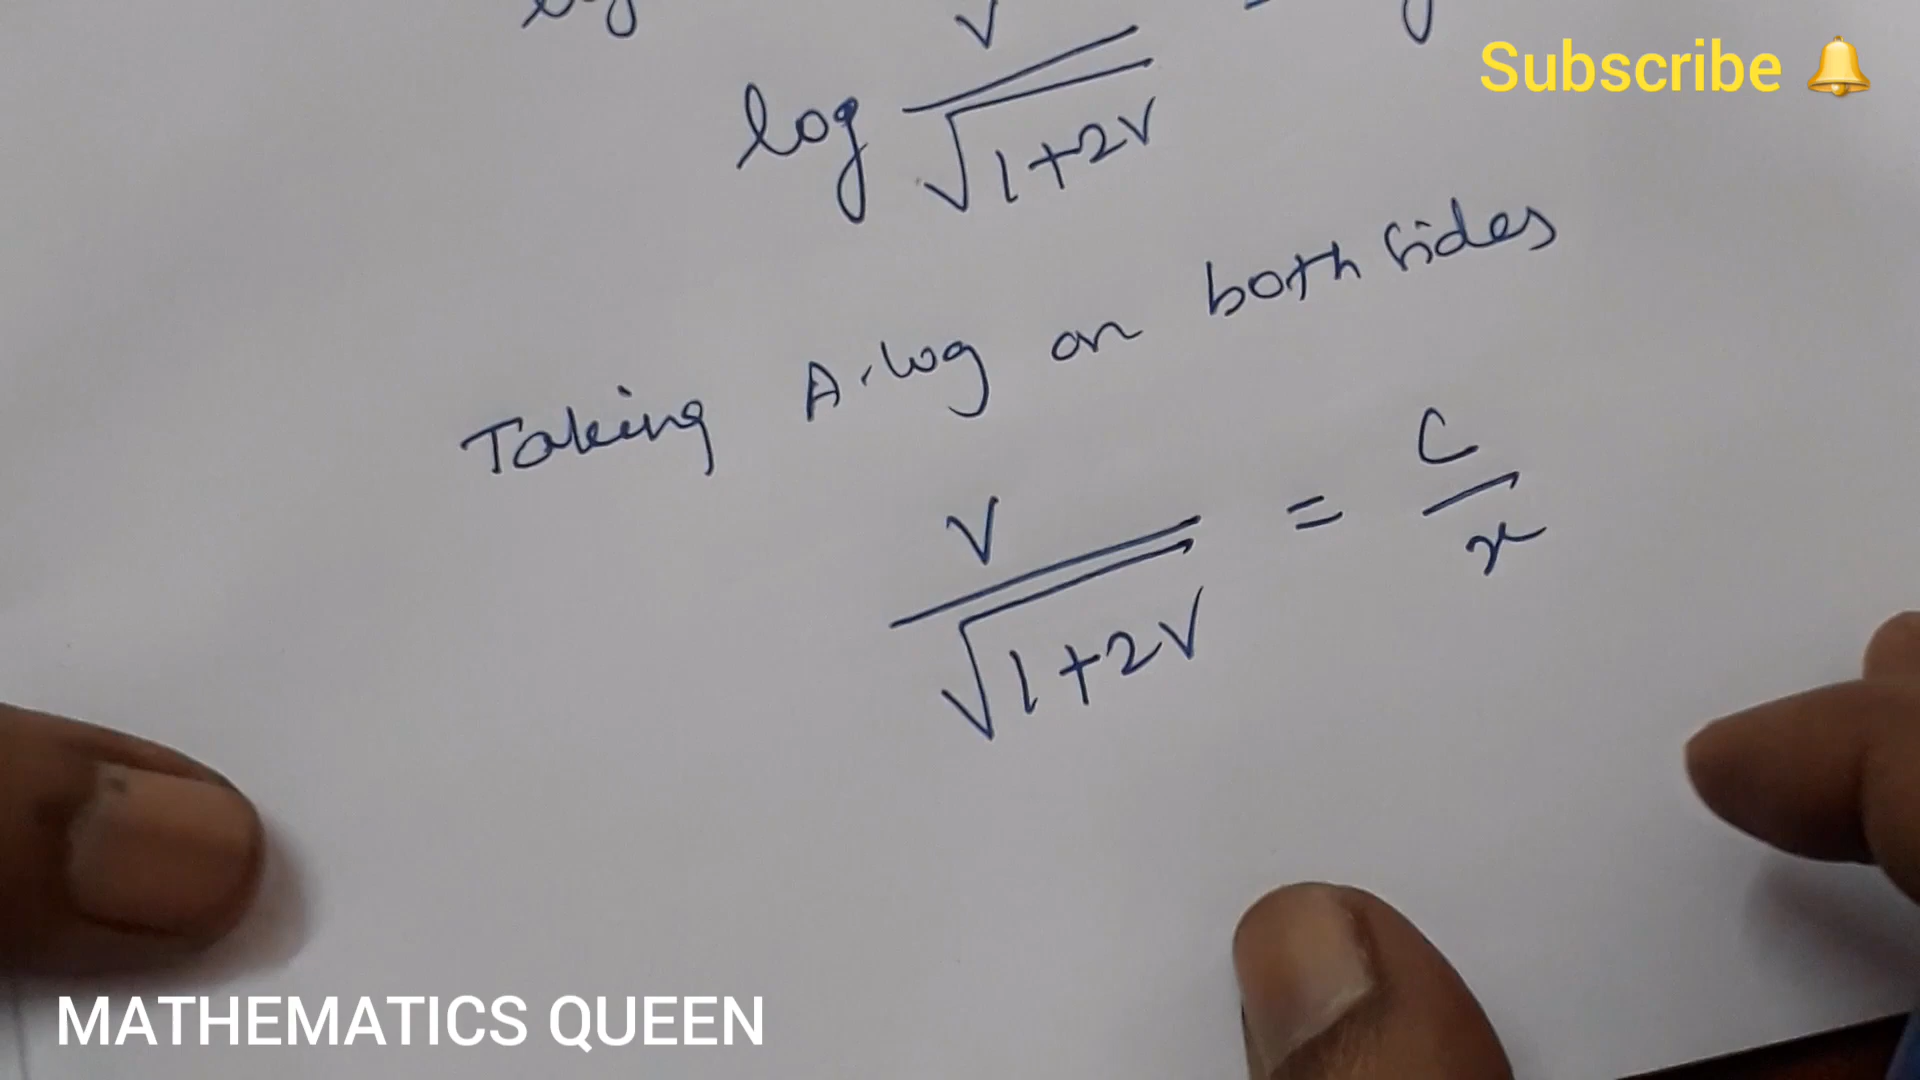 Subscribe 🔔
log v/√1+2v
Taking A.log on both sides
v/√1+2v = c/x
MATHEMATICS QUEEN